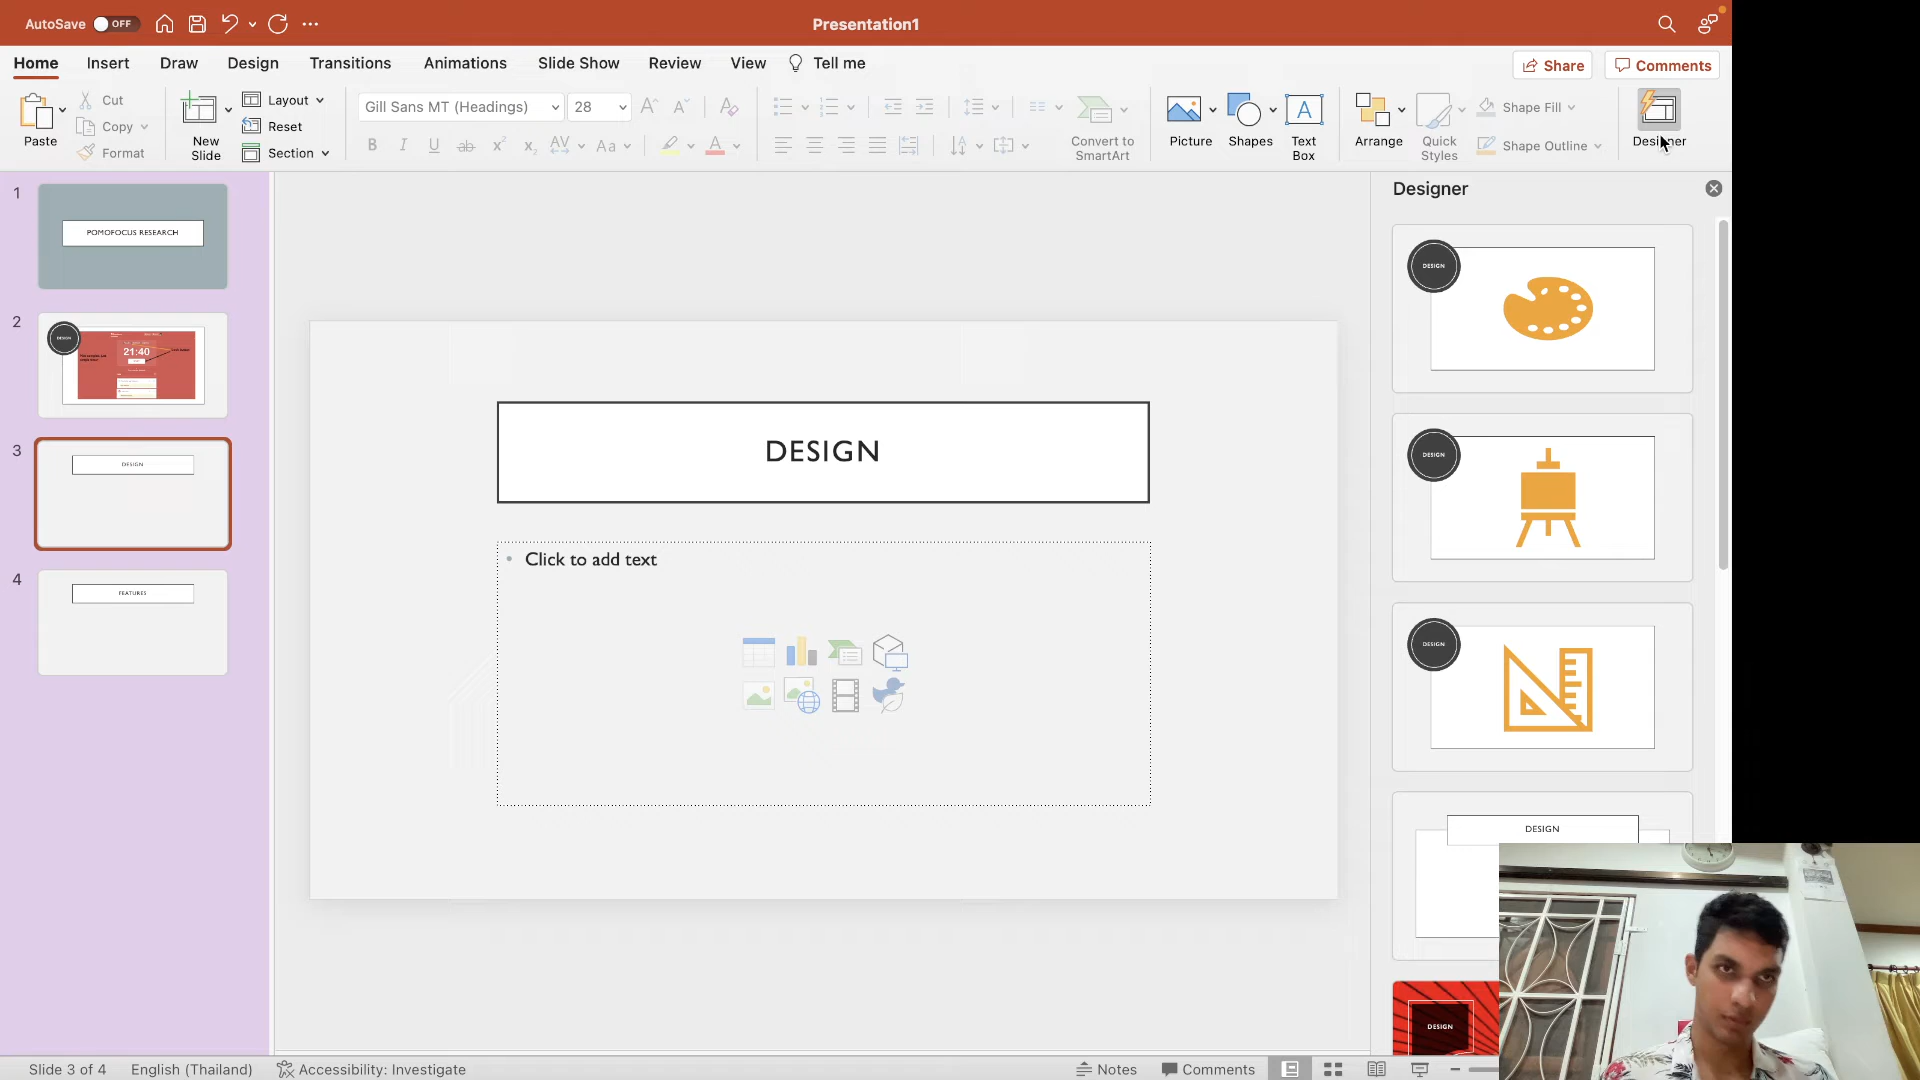 AutoSave OFF
Presentation1
Home Insert Draw Design Transitions Animations Slide Show Review View Tell me
Share Comments
Paste
Cut
Copy
Format
New Slide
Layout
Reset
Section
Gill Sans MT (Headings) 28
Convert to SmartArt
Picture
Shapes
Text Box
Arrange
Quick Styles
Shape Fill
Shape Outline
Designer
1
POMOFOCUS RESEARCH
2
DESIGN
21:40
3
DESIGN
4
FEATURES
DESIGN
Click to add text
Designer
DESIGN
DESIGN
DESIGN
DESIGN
DESIGN
Slide 3 of 4 English (Thailand) Accessibility: Investigate Notes Comments